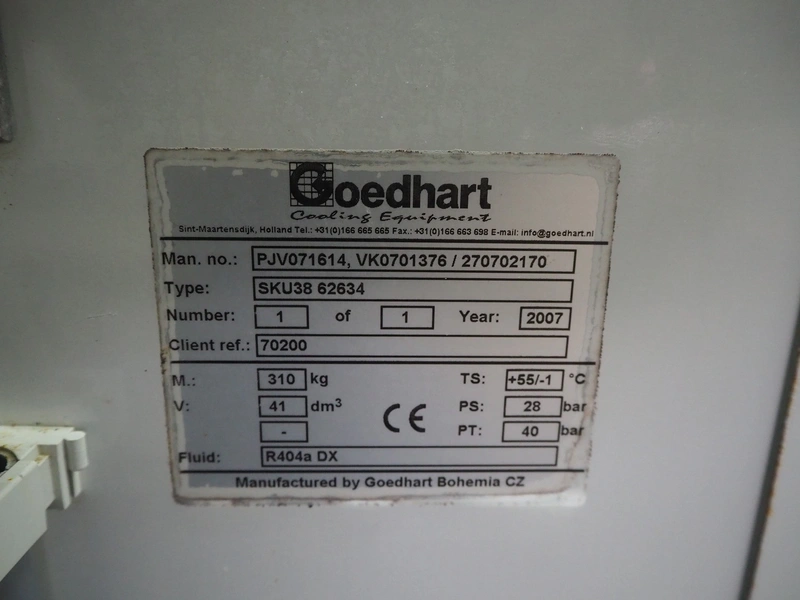 Goedhart
Cooling Equipment
Sint-Maartensdijk, Holland Tel.: +31(0)166 665 665 Fax.: +31(0)166 663 698 E-mail: info@goedhart.nl
Man. no.: PJV071614, VK0701376 / 270702170
Type: SKU38 62634
Number: 1 of 1 Year: 2007
Client ref.: 70200
M.: 310 kg TS: +55/-1 °C
V: 41 dm³ CE PS: 28 bar
- PT: 40 bar
Fluid: R404a DX
Manufactured by Goedhart Bohemia CZ